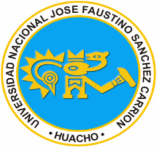 UNIVERSIDAD NACIONAL JOSE FAUSTINO SANCHEZ CARRION
• HUACHO •